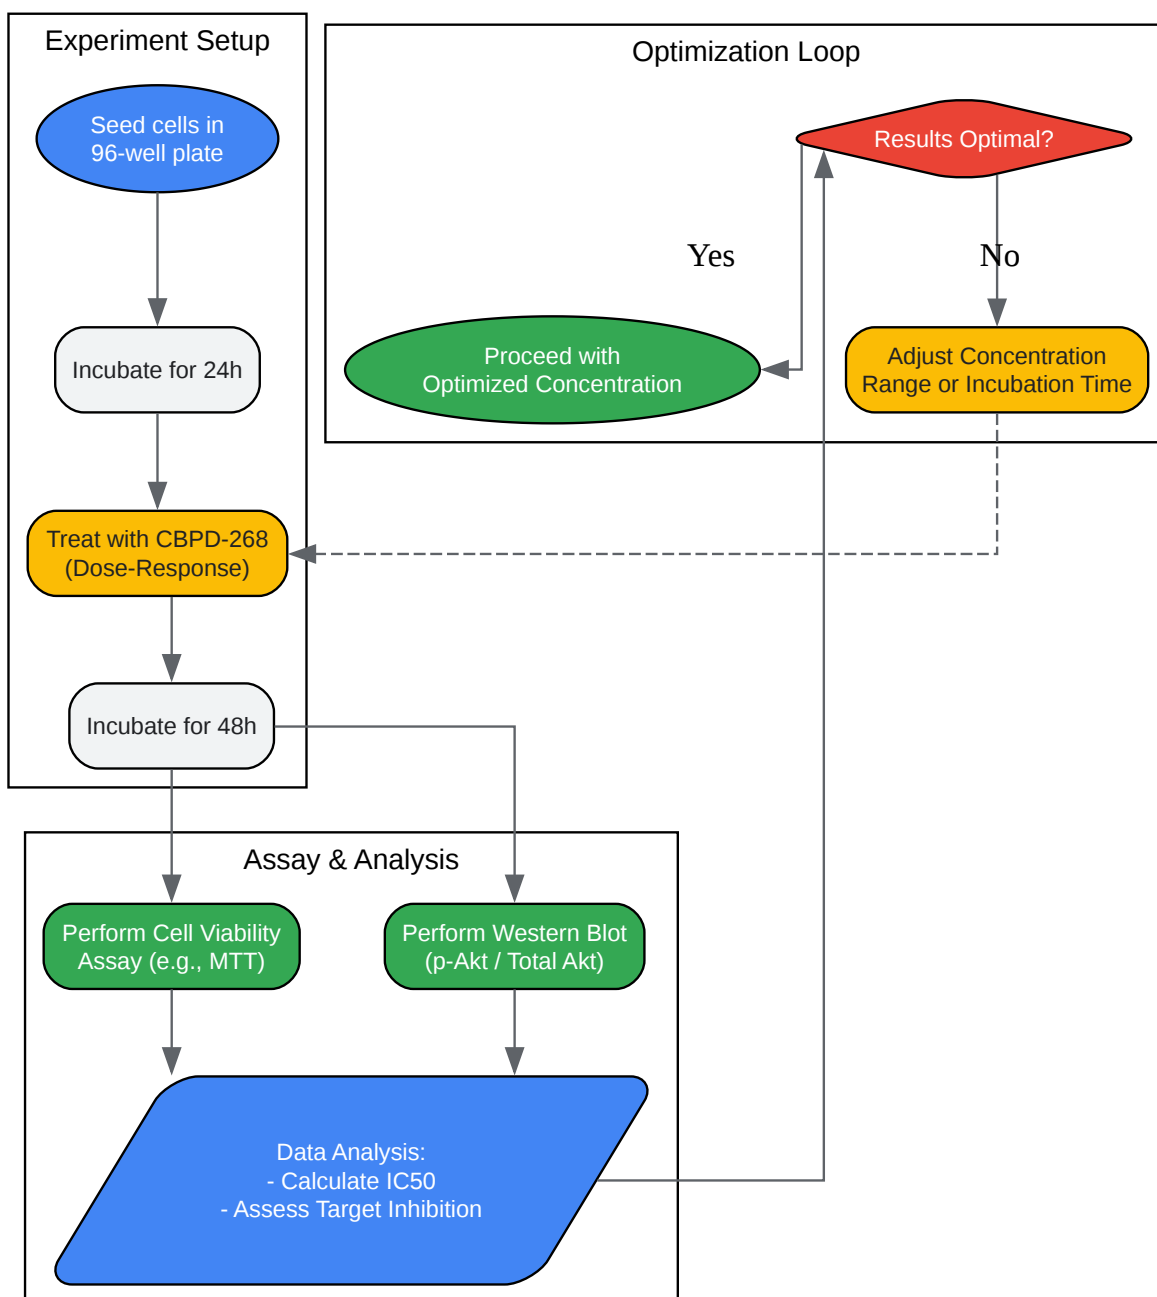 Experiment Setup
Seed cells in
96-well plate
Incubate for 24h
Treat with CBPD-268
(Dose-Response)
Incubate for 48h
Optimization Loop
Results Optimal?
Yes
No
Proceed with
Optimized Concentration
Adjust Concentration
Range or Incubation Time
Assay & Analysis
Perform Cell Viability
Assay (e.g., MTT)
Perform Western Blot
(p-Akt / Total Akt)
Data Analysis:
- Calculate IC50
- Assess Target Inhibition